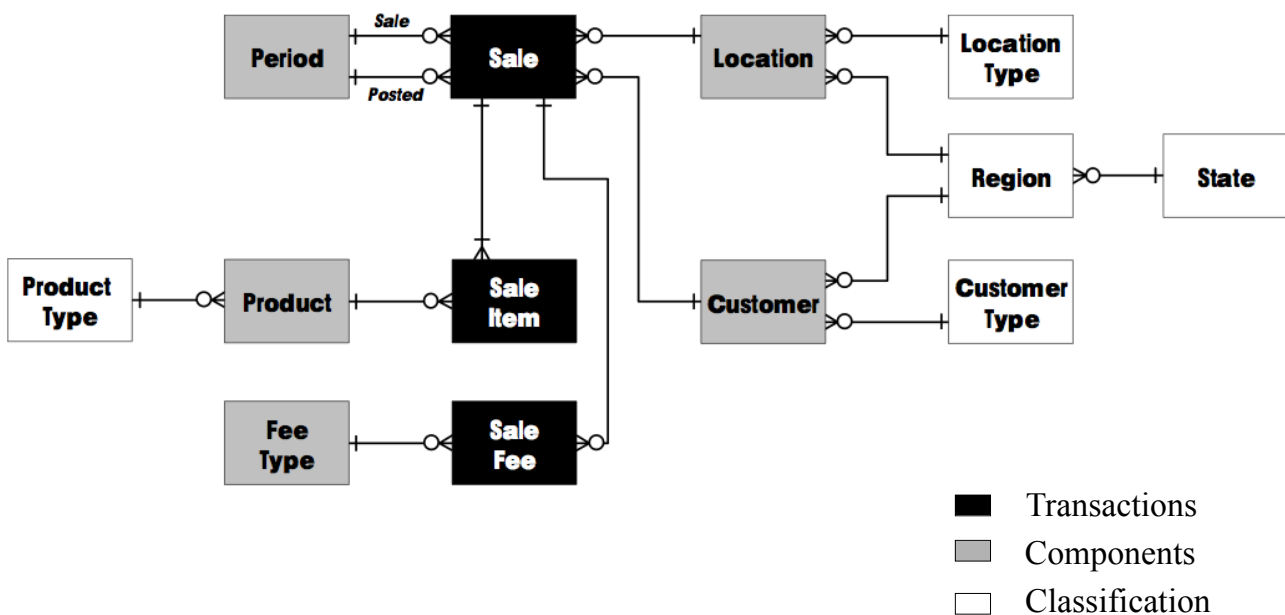 Sale
Period
Sale
Location
Location
Type
Posted
Region
State
Product
Type
Product
Sale
Item
Customer
Customer
Type
Fee
Type
Sale
Fee
Transactions
Components
Classification